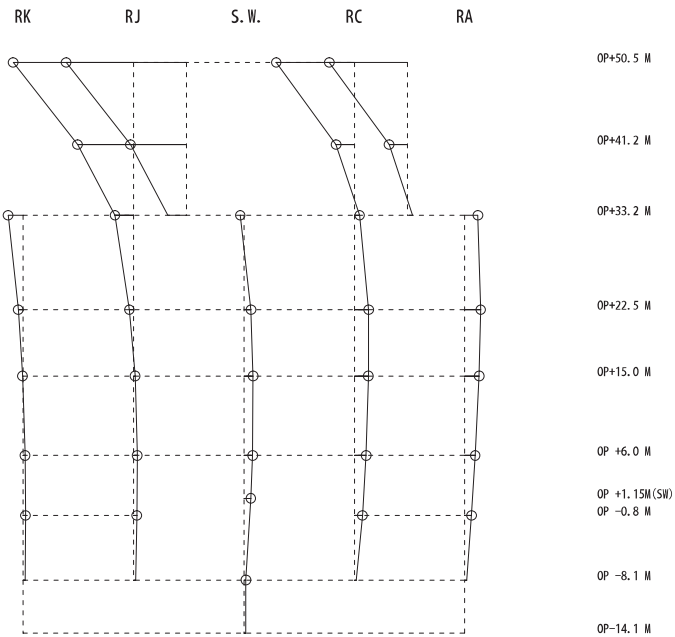 RK RJ S. W. RC RA
OP+50.5 M
OP+41.2 M
OP+33.2 M
OP+22.5 M
OP+15.0 M
OP +6.0 M
OP +1.15M(SW)
OP -0.8 M
OP -8.1 M
OP-14.1 M